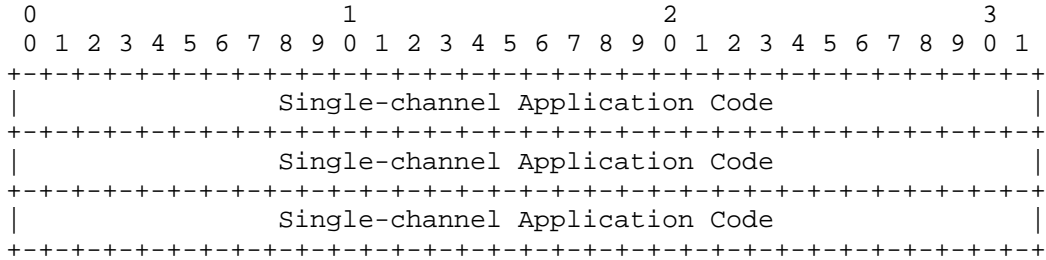 0                   1                   2                   3
 0 1 2 3 4 5 6 7 8 9 0 1 2 3 4 5 6 7 8 9 0 1 2 3 4 5 6 7 8 9 0 1
+-+-+-+-+-+-+-+-+-+-+-+-+-+-+-+-+-+-+-+-+-+-+-+-+-+-+-+-+-+-+-+-+
|                Single-channel Application Code                |
+-+-+-+-+-+-+-+-+-+-+-+-+-+-+-+-+-+-+-+-+-+-+-+-+-+-+-+-+-+-+-+-+
|                Single-channel Application Code                |
+-+-+-+-+-+-+-+-+-+-+-+-+-+-+-+-+-+-+-+-+-+-+-+-+-+-+-+-+-+-+-+-+
|                Single-channel Application Code                |
+-+-+-+-+-+-+-+-+-+-+-+-+-+-+-+-+-+-+-+-+-+-+-+-+-+-+-+-+-+-+-+-+